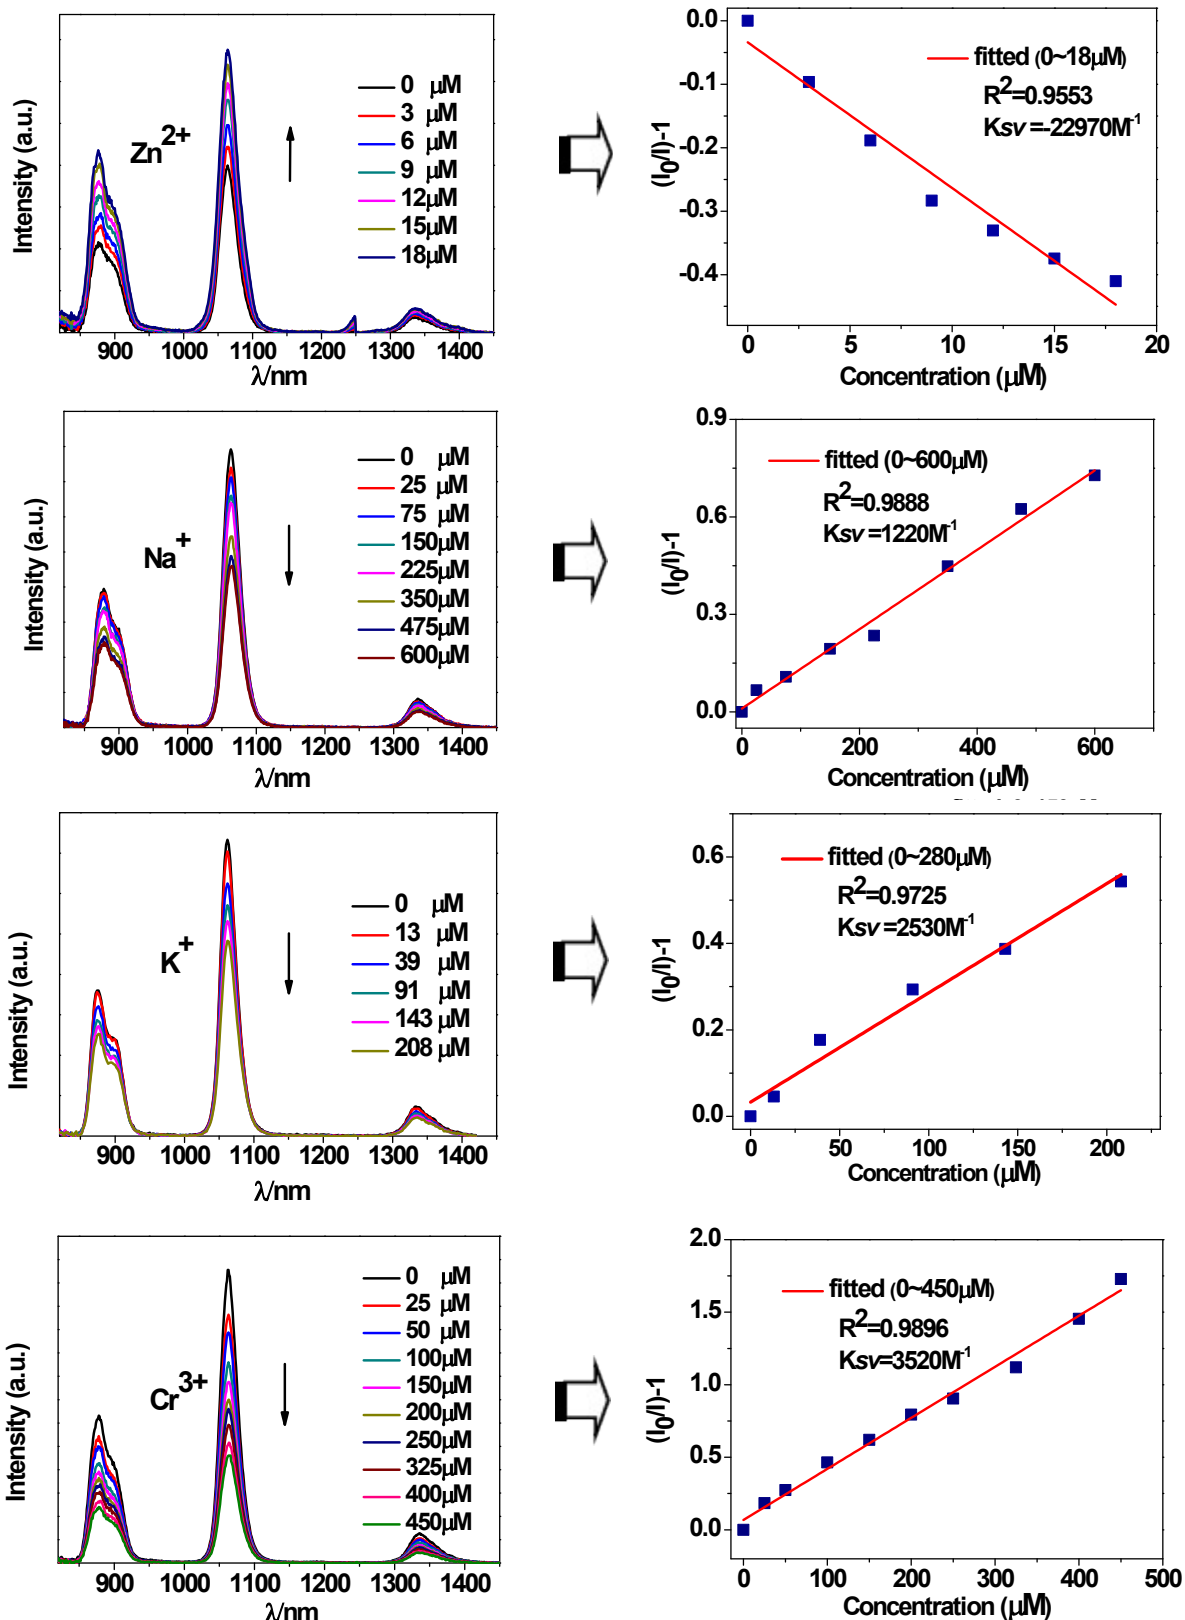 Intensity (a.u.)
Zn2+
0 μM
3 μM
6 μM
9 μM
12μM
15μM
18μM
900 1000 1100 1200 1300 1400
λ/nm
(I0/I)-1
0.0
-0.1
-0.2
-0.3
-0.4
fitted (0~18μM)
R2=0.9553
Ksv=-22970M-1
0 5 10 15 20
Concentration (μM)
Intensity (a.u.)
Na+
0 μM
25 μM
75 μM
150μM
225μM
350μM
475μM
600μM
900 1000 1100 1200 1300 1400
λ/nm
(I0/I)-1
0.9
0.6
0.3
0.0
fitted (0~600μM)
R2=0.9888
Ksv=1220M-1
0 200 400 600
Concentration (μM)
Intensity (a.u.)
K+
0 μM
13 μM
39 μM
91 μM
143 μM
208 μM
900 1000 1100 1200 1300 1400
λ/nm
(I0/I)-1
0.6
0.4
0.2
0.0
fitted (0~280μM)
R2=0.9725
Ksv=2530M-1
0 50 100 150 200
Concentration (μM)
Intensity (a.u.)
Cr3+
0 μM
25 μM
50 μM
100μM
150μM
200μM
250μM
325μM
400μM
450μM
900 1000 1100 1200 1300 1400
λ/nm
(I0/I)-1
2.0
1.5
1.0
0.5
0.0
fitted (0~450μM)
R2=0.9896
Ksv=3520M-1
0 100 200 300 400 500
Concentration (μM)